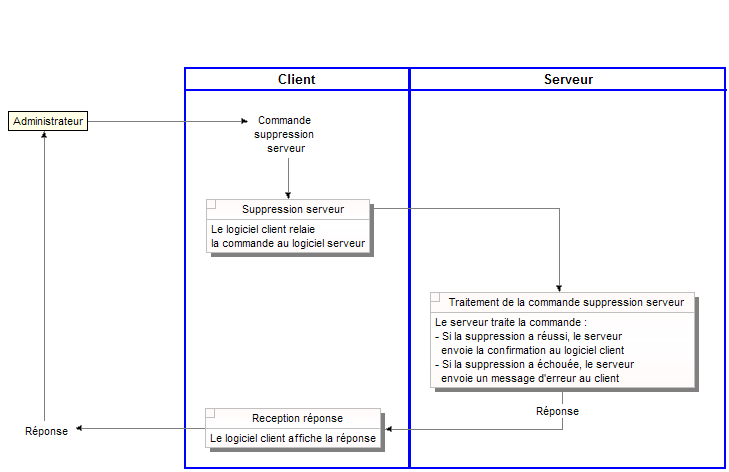 Client
Serveur
Administrateur
Commande
suppression
serveur
Suppression serveur
Le logiciel client relaie
la commande au logiciel serveur
Traitement de la commande suppression serveur
Le serveur traite la commande :
- Si la suppression a réussi, le serveur
envoie la confirmation au logiciel client
- Si la suppression a échouée, le serveur
envoie un message d'erreur au client
Réponse
Reception réponse
Le logiciel client affiche la réponse
Réponse